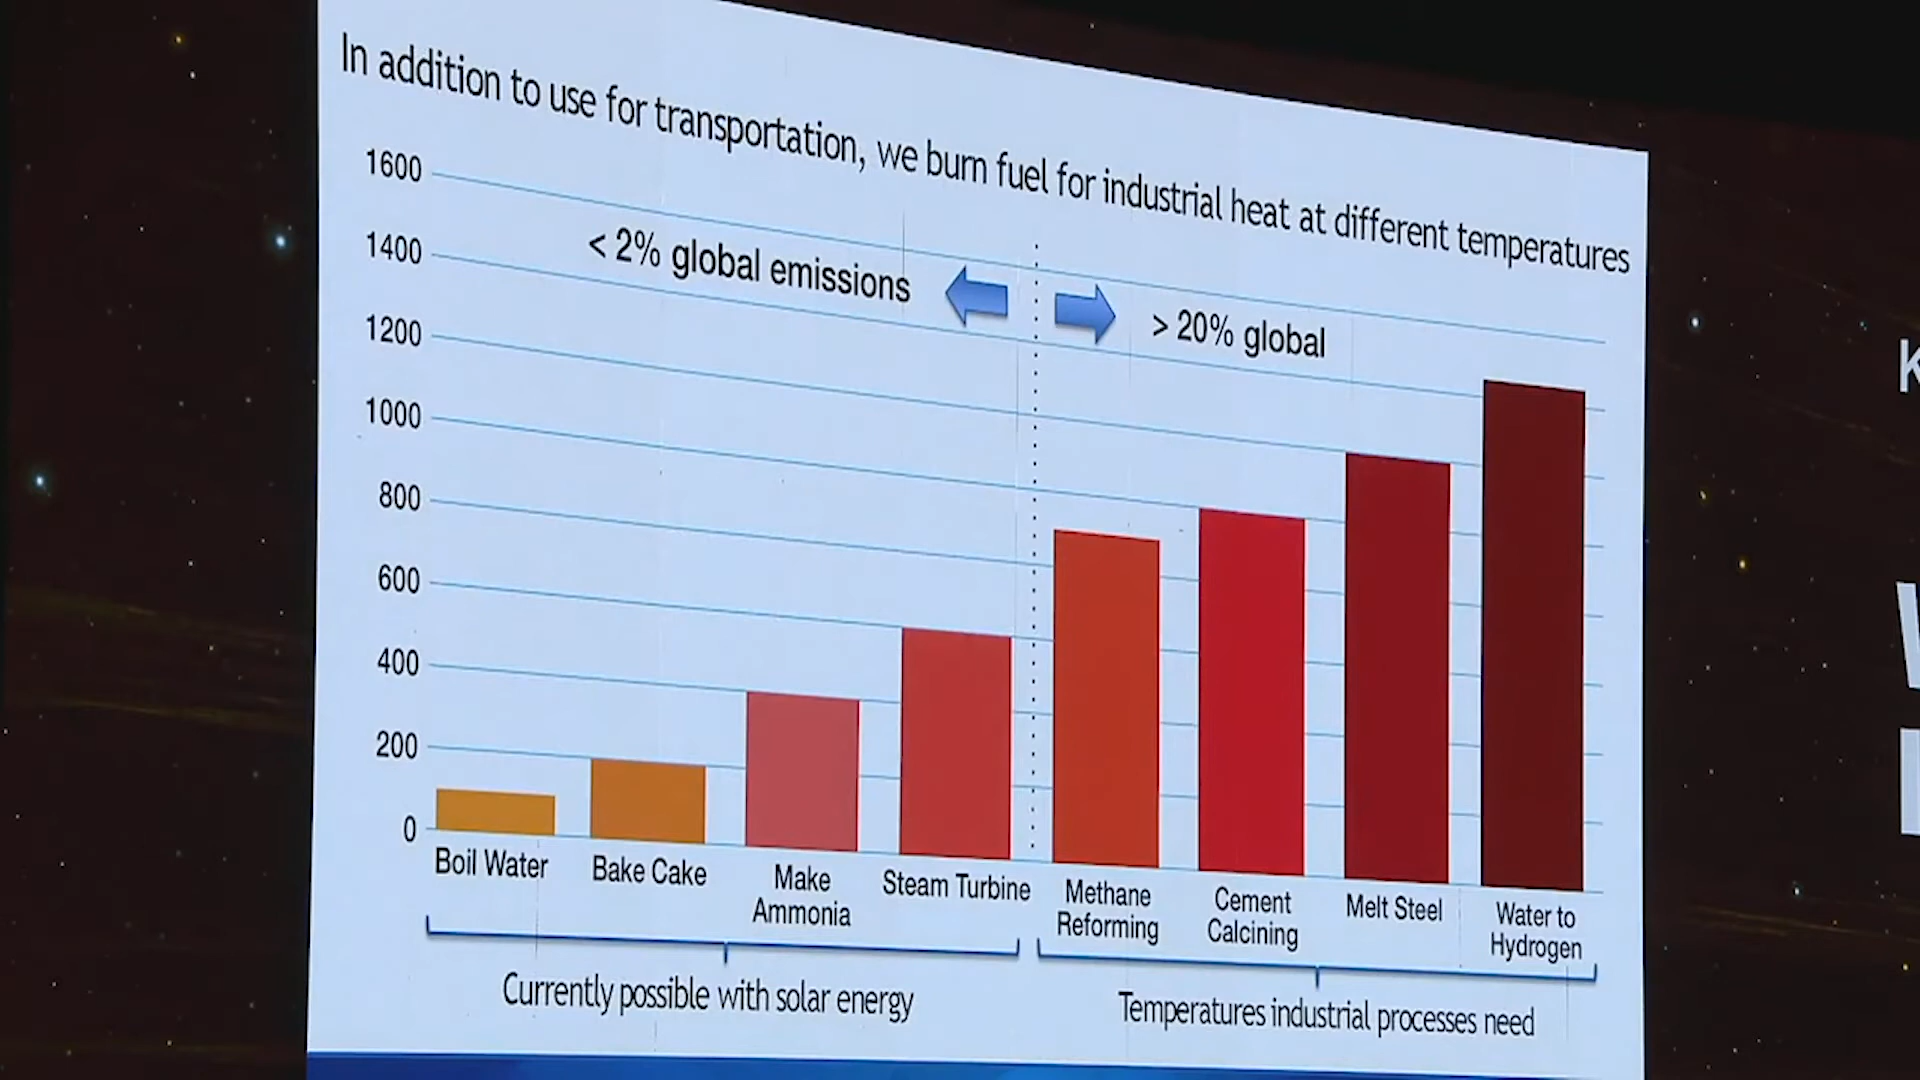 In addition to use for transportation, we burn fuel for industrial heat at different temperatures
1600
1400
1200
1000
800
600
400
200
0
< 2% global emissions
> 20% global
Boil Water
Bake Cake
Make
Ammonia
Steam Turbine
Methane
Reforming
Cement
Calcining
Melt Steel
Water to
Hydrogen
Currently possible with solar energy
Temperatures industrial processes need